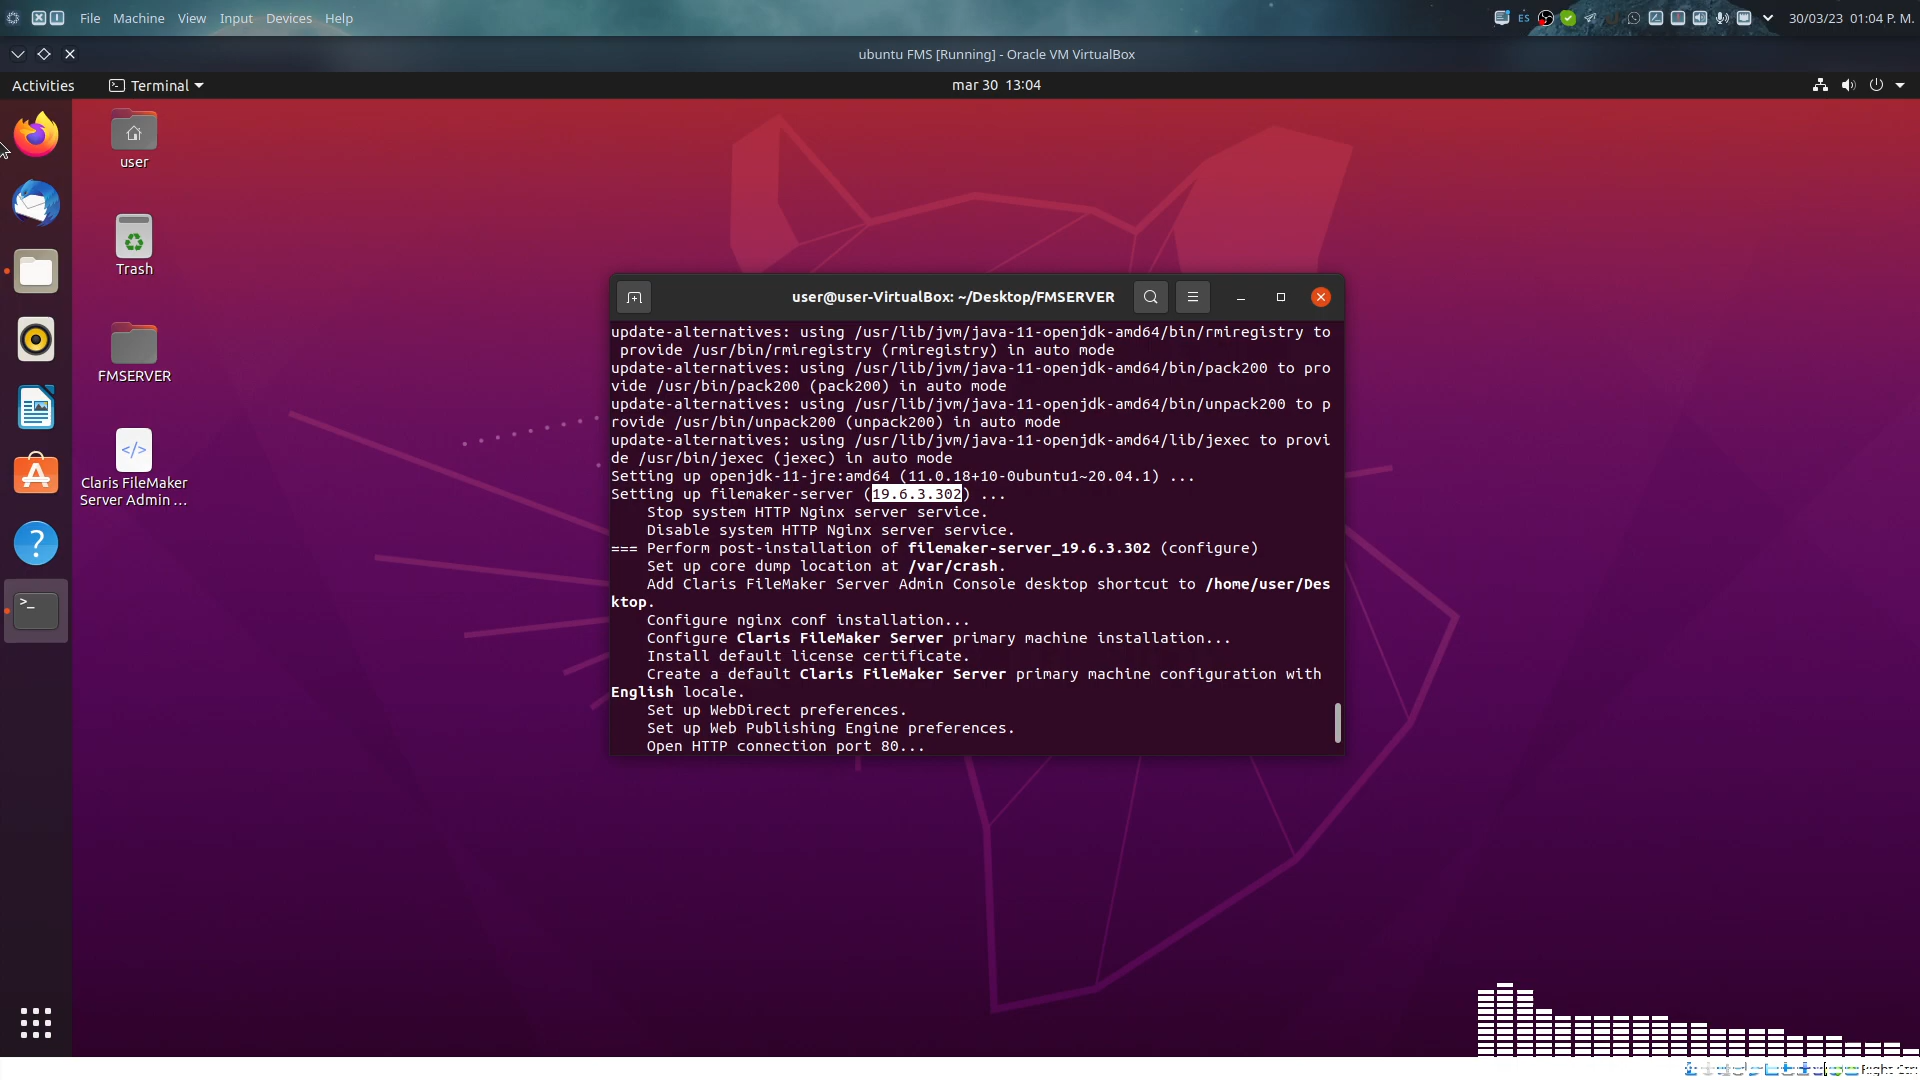 File Machine View Input Devices Help
ES
30/03/23 01:04 P. M.
ubuntu FMS [Running] - Oracle VM VirtualBox
Activities
Terminal
mar 30 13:04
user
Trash
FMSERVER
Claris FileMaker
Server Admin ...
user@user-VirtualBox: ~/Desktop/FMSERVER
update-alternatives: using /usr/lib/jvm/java-11-openjdk-amd64/bin/rmiregistry to
provide /usr/bin/rmiregistry (rmiregistry) in auto mode
update-alternatives: using /usr/lib/jvm/java-11-openjdk-amd64/bin/pack200 to pro
vide /usr/bin/pack200 (pack200) in auto mode
update-alternatives: using /usr/lib/jvm/java-11-openjdk-amd64/bin/unpack200 to p
rovide /usr/bin/unpack200 (unpack200) in auto mode
update-alternatives: using /usr/lib/jvm/java-11-openjdk-amd64/lib/jexec to provi
de /usr/bin/jexec (jexec) in auto mode
Setting up openjdk-11-jre:amd64 (11.0.18+10-0ubuntu1~20.04.1) ...
Setting up filemaker-server (19.6.3.302) ...
Stop system HTTP Nginx server service.
Disable system HTTP Nginx server service.
=== Perform post-installation of filemaker-server_19.6.3.302 (configure)
Set up core dump location at /var/crash.
Add Claris FileMaker Server Admin Console desktop shortcut to /home/user/Des
ktop.
Configure nginx conf installation...
Configure Claris FileMaker Server primary machine installation...
Install default license certificate.
Create a default Claris FileMaker Server primary machine configuration with
English locale.
Set up WebDirect preferences.
Set up Web Publishing Engine preferences.
Open HTTP connection port 80...